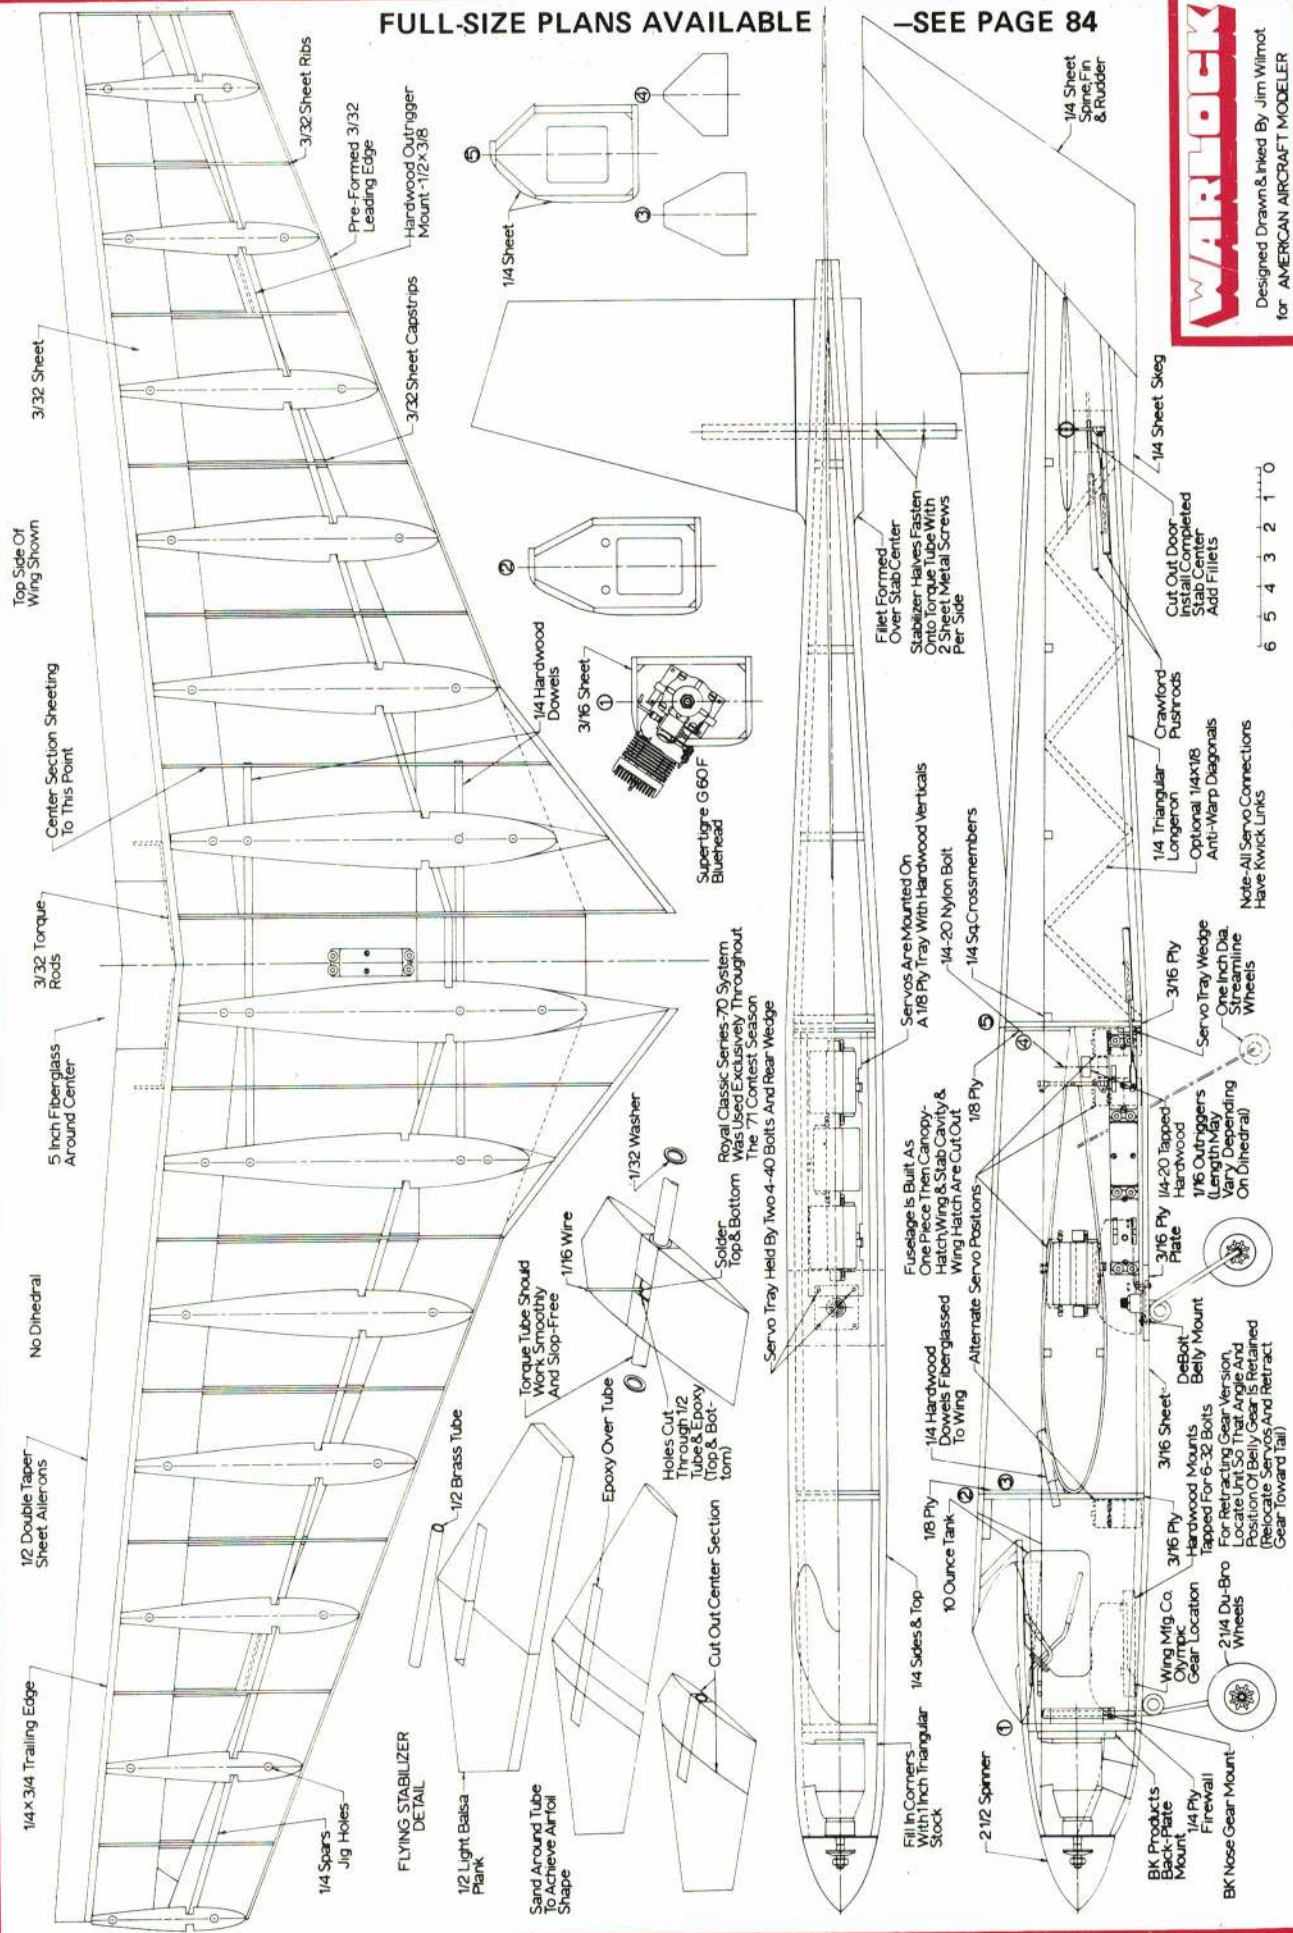 FULL-SIZE PLANS AVAILABLE —SEE PAGE 84
WARLOCK
Designed Drawn & Inked By Jim Wilmot
for AMERICAN AIRCRAFT MODELER
1/4×3/4 Trailing Edge
1/2 Double Taper
Sheet Ailerons
No Dihedral
5 Inch Fiberglass
Around Center
3/32 Torque
Rods
Center Section Sheeting
To This Point
Top Side Of
Wing Shown
3/32 Sheet
3/32 Sheet Ribs
Pre-Formed 3/32
Leading Edge
Hardwood Outrigger
Mount-1/2×3/8
3/32 Sheet Capstrips
1/4 Hardwood
Dowels
1/4 Spars
Jig Holes
FLYING STABILIZER
DETAIL
1/2 Light Balsa
Plank
Sand Around Tube
To Achieve Airfoil
Shape
1/2 Brass Tube
Epoxy Over Tube
Cut Out Center Section
Torque Tube Should
Work Smoothly
And Slop-Free
1/16 Wire
1/32 Washer
Solder
Top & Bottom
Holes Cut
Through 1/2
Tube & Epoxy
(Top & Bot-
tom)
Royal Classic Series-70 System
Was Used Exclusively Throughout
The '71 Contest Season
Servo Tray Held By Two 4-40 Bolts And Rear Wedge
3/16 Sheet
①
Supertigre G60F
Bluehead
②
1/4 Sheet
⑤
③
④
Fillet Formed
Over Stab Center
Stabilizer Halves Fasten
Onto Torque Tube With
2 Sheet Metal Screws
Per Side
1/4 Sheet
Spine, Fin
& Rudder
Fill In Corners
With 1 Inch Triangular
Stock
1/4 Sides & Top
Servos Are Mounted On
A 1/8 Ply Tray With Hardwood Verticals
1/4-20 Nylon Bolt
1/4 Sq. Crossmembers
2 1/2 Spinner
①
10 Ounce Tank
1/8 Ply
②
③
1/4 Hardwood
Dowels Fiberglassed
To Wing
Alternate Servo Positions
Fuselage Is Built As
One Piece Then Canopy-
Hatch Wing & Stab Cavity &
Wing Hatch Are Cut Out
1/8 Ply
⑤
④
BK Products
Back-Plate
Mount
1/4 Ply
Firewall
BK Nose Gear Mount
Wing Mfg. Co.
Olympic
Gear Location
2 1/4 Du-Bro
Wheels
3/16 Ply
Hardwood Mounts
Tapped For 6-32 Bolts
For Retracting Gear Version,
Locate Unit So That Angle And
Position Of Belly Gear Is Retained
(Relocate Servos And Retract
Gear Toward Tail)
3/16 Sheet
DeBolt
Belly Mount
3/16 Ply
Plate
1/4-20 Tapped
Hardwood
1/16 Outriggers
(Length May
Vary Depending
On Dihedral)
3/16 Ply
Servo Tray Wedge
One Inch Dia.
Streamline
Wheels
1/4 Triangular
Longeron
Optional 1/4×1/8
Anti-Warp Diagonals
Note-All Servo Connections
Have Kwick Links
Crawford
Pushrods
Cut Out Door
Install Completed
Stab Center
Add Fillets
1/4 Sheet Skeg
6 5 4 3 2 1 0